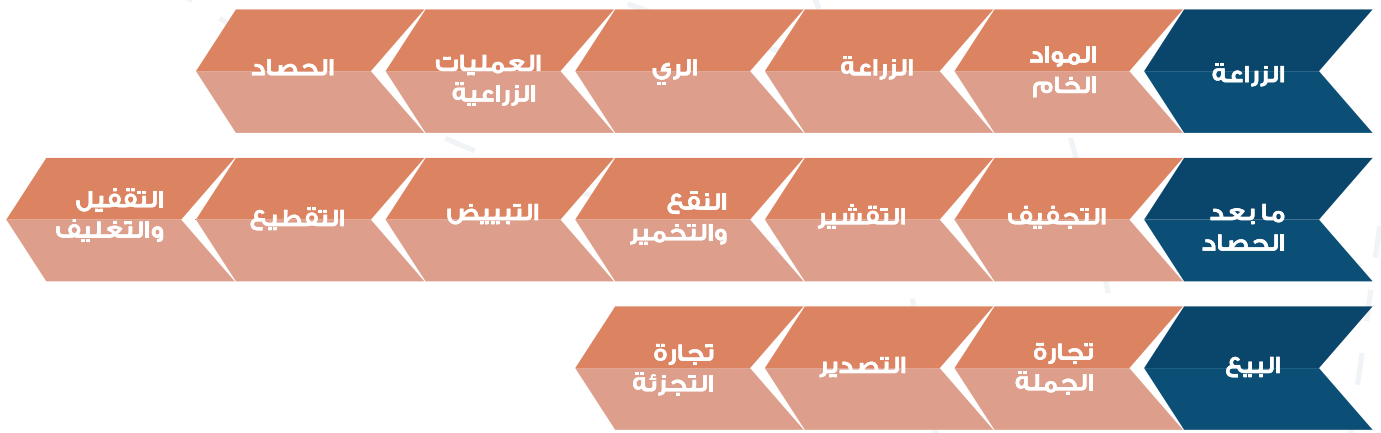 الزراعة
المواد
الخام
الزراعة
الري
العمليات
الزراعية
الحصاد
ما بعد
الحصاد
التجفيف
التقشير
النقع
والتخمير
التبييض
التقطيع
التقفيل
والتغليف
البيع
تجارة
الجملة
التصدير
تجارة
التجزئة